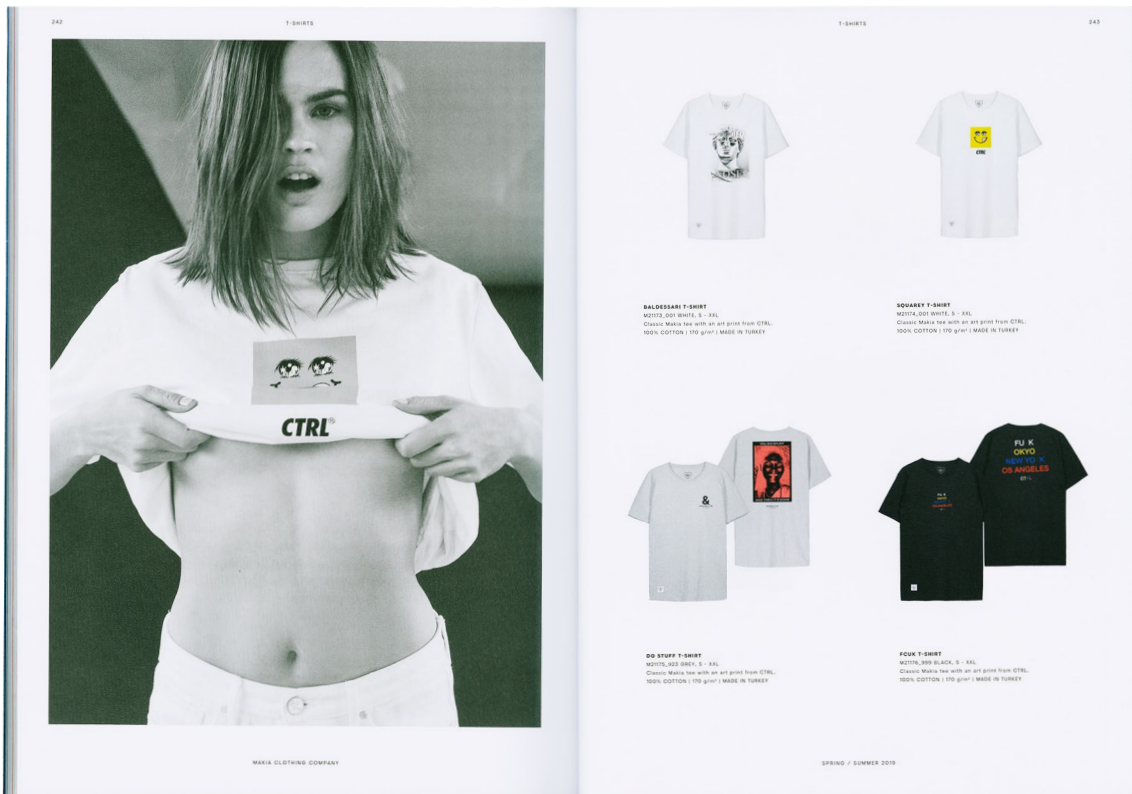 242
T-SHIRTS
CTRL®
MAKIA CLOTHING COMPANY
T-SHIRTS
243
CTRL
BALDESSARI T-SHIRT
M21173_001 WHITE, S - XXL
Classic Makia tee with an art print from CTRL.
100% COTTON | 170 g/m² | MADE IN TURKEY
SQUAREY T-SHIRT
M21174_001 WHITE, S - XXL
Classic Makia tee with an art print from CTRL.
100% COTTON | 170 g/m² | MADE IN TURKEY
&
FU K
OKYO
NEW YO K
OS ANGELES
CT L
FU K
OKYO
DO STUFF T-SHIRT
M21175_923 GREY, S - XXL
Classic Makia tee with an art print from CTRL.
100% COTTON | 170 g/m² | MADE IN TURKEY
FCUK T-SHIRT
M21176_999 BLACK, S - XXL
Classic Makia tee with an art print from CTRL.
100% COTTON | 170 g/m² | MADE IN TURKEY
SPRING / SUMMER 2019